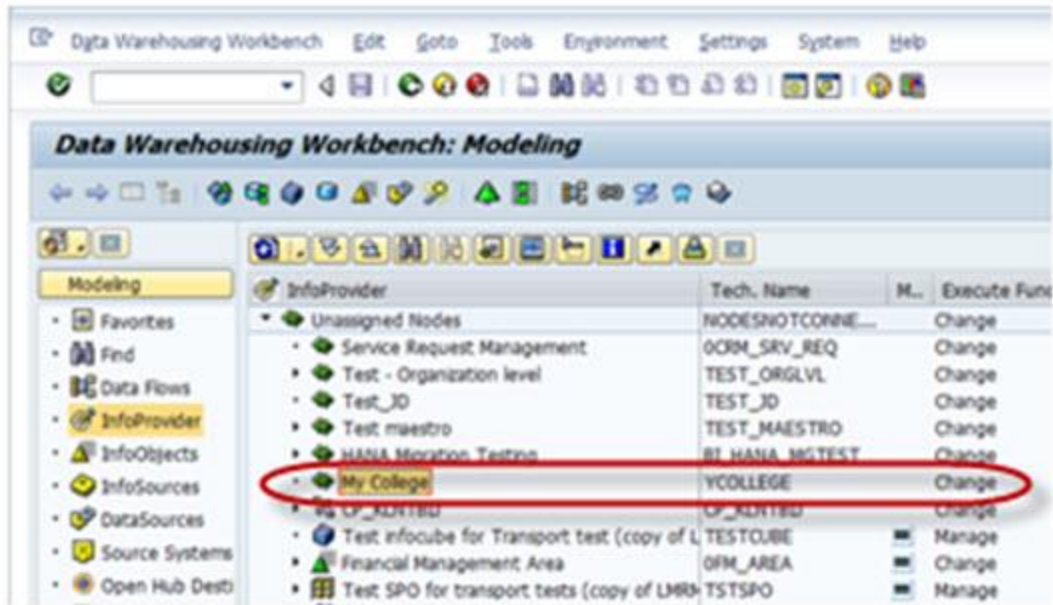 Data Warehousing Workbench Edit Goto Tools Environment Settings System Help
Data Warehousing Workbench: Modeling
Modeling
Favorites
Find
Data Flows
InfoProvider
InfoObjects
InfoSources
DataSources
Source Systems
Open Hub Desti
InfoProvider Tech. Name M.. Execute Func
Unassigned Nodes NODESNOTCONNE... Change
Service Request Management 0CRM_SRV_REQ Change
Test - Organization level TEST_ORGLVL Change
Test_JD TEST_JD Change
Test maestro TEST_MAESTRO Change
HANA Migration Testing BI_HANA_MGTEST Change
My College YCOLLEGE Change
CP_KLNTBD CP_KLNTBD Change
Test infocube for Transport test (copy of L TESTCUBE Manage
Financial Management Area 0FM_AREA Change
Test SPO for transport tests (copy of LMRM TSTSPO Manage